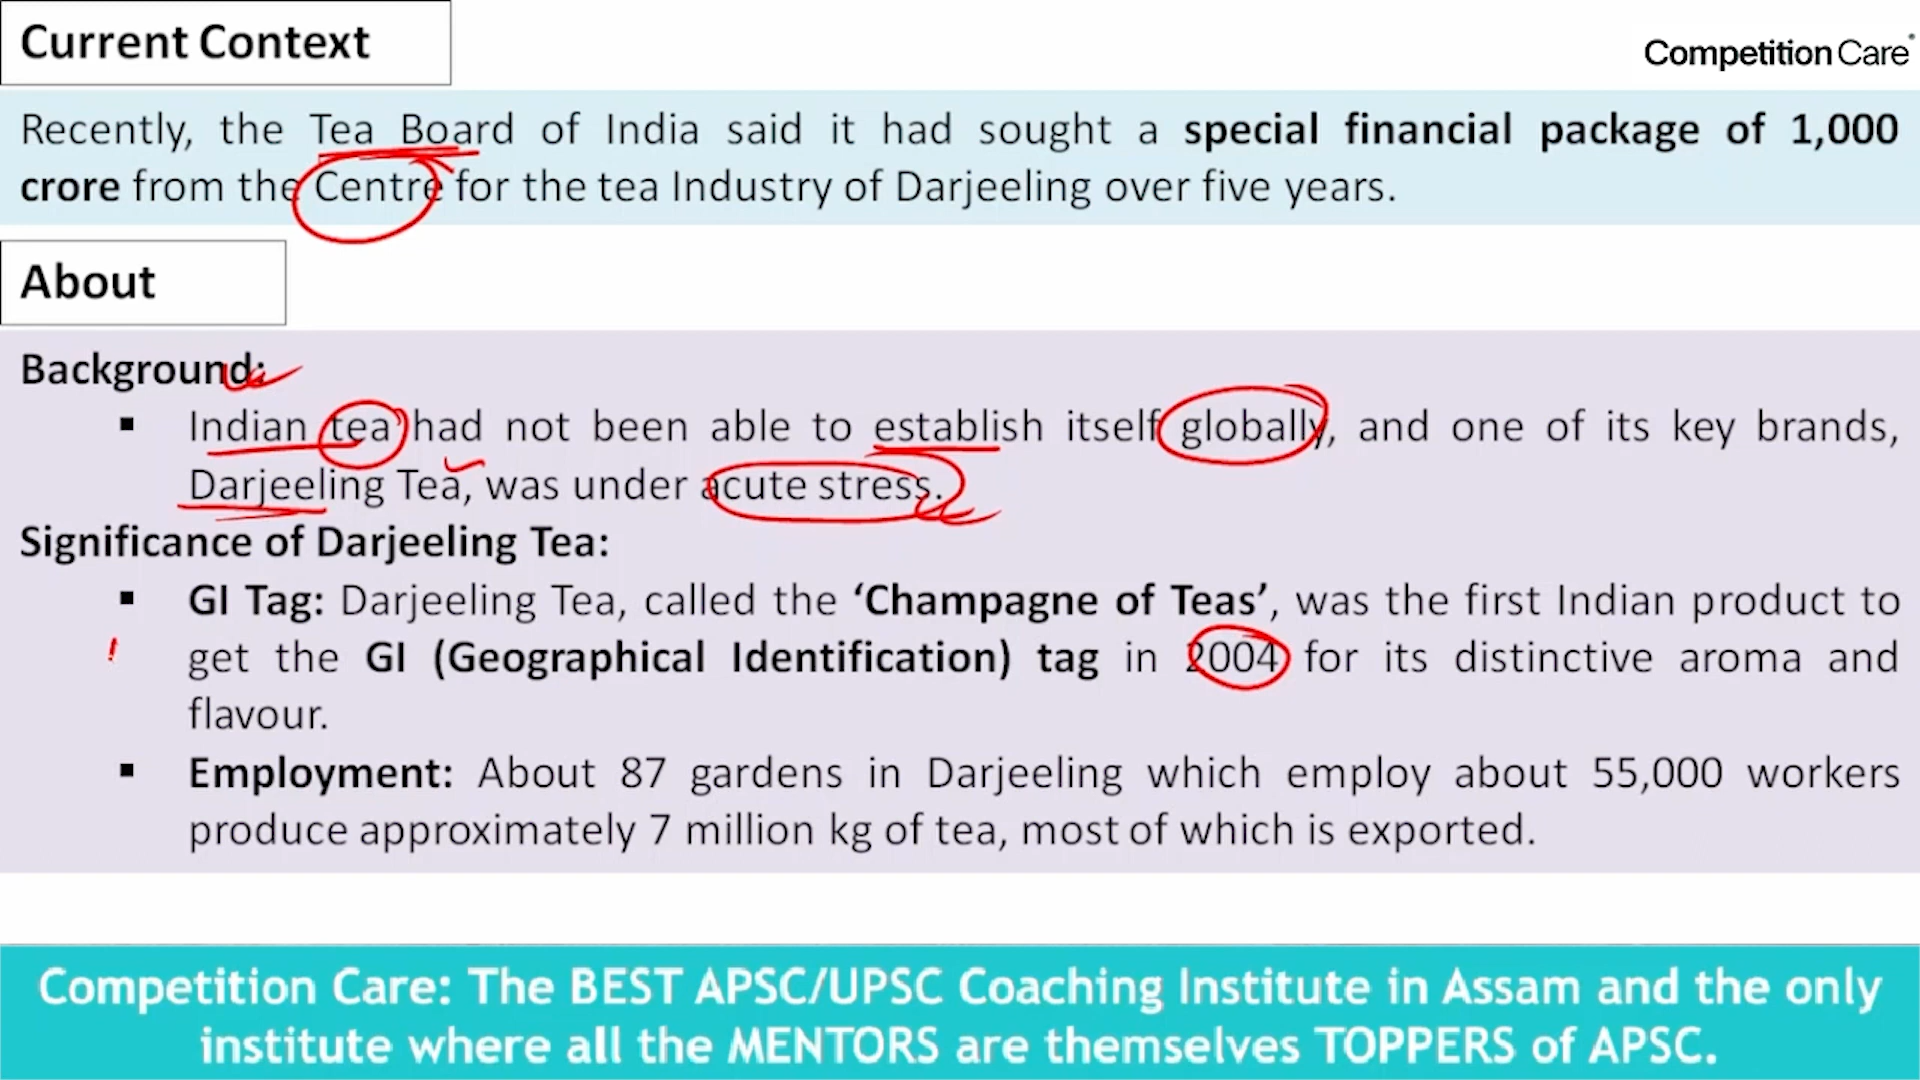 Current Context
Competition Care
Recently, the Tea Board of India said it had sought a special financial package of 1,000
crore from the Centre for the tea Industry of Darjeeling over five years.
About
Background:
▪ Indian tea had not been able to establish itself globally, and one of its key brands,
Darjeeling Tea, was under acute stress.
Significance of Darjeeling Tea:
▪ GI Tag: Darjeeling Tea, called the ‘Champagne of Teas’, was the first Indian product to
get the GI (Geographical Identification) tag in 2004 for its distinctive aroma and
flavour.
▪ Employment: About 87 gardens in Darjeeling which employ about 55,000 workers
produce approximately 7 million kg of tea, most of which is exported.
Competition Care: The BEST APSC/UPSC Coaching Institute in Assam and the only
institute where all the MENTORS are themselves TOPPERS of APSC.